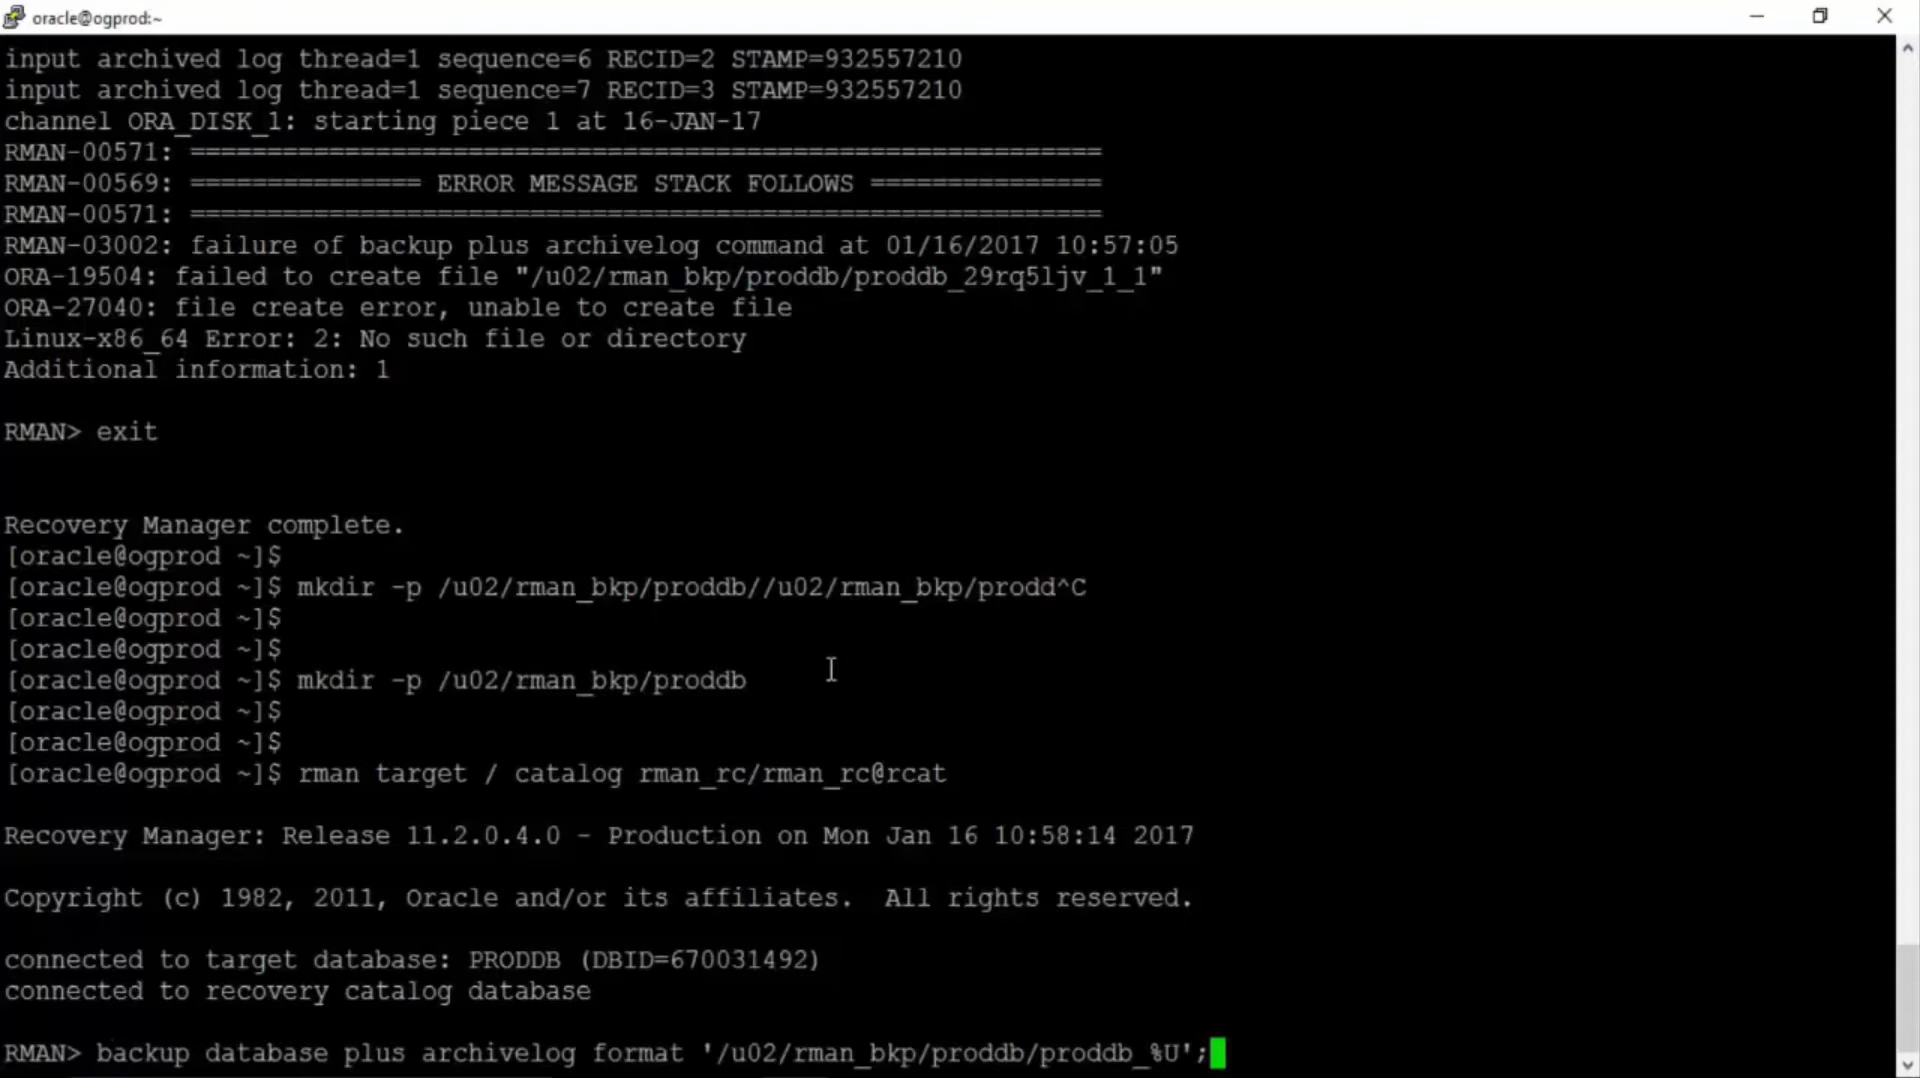 oracle@ogprod:~
input archived log thread=1 sequence=6 RECID=2 STAMP=932557210
input archived log thread=1 sequence=7 RECID=3 STAMP=932557210
channel ORA_DISK_1: starting piece 1 at 16-JAN-17
RMAN-00571: ===========================================================
RMAN-00569: =============== ERROR MESSAGE STACK FOLLOWS ===============
RMAN-00571: ===========================================================
RMAN-03002: failure of backup plus archivelog command at 01/16/2017 10:57:05
ORA-19504: failed to create file "/u02/rman_bkp/proddb/proddb_29rq5ljv_1_1"
ORA-27040: file create error, unable to create file
Linux-x86_64 Error: 2: No such file or directory
Additional information: 1
RMAN> exit
Recovery Manager complete.
[oracle@ogprod ~]$
[oracle@ogprod ~]$ mkdir -p /u02/rman_bkp/proddb//u02/rman_bkp/prodd^C
[oracle@ogprod ~]$
[oracle@ogprod ~]$
[oracle@ogprod ~]$ mkdir -p /u02/rman_bkp/proddb
[oracle@ogprod ~]$
[oracle@ogprod ~]$
[oracle@ogprod ~]$ rman target / catalog rman_rc/rman_rc@rcat
Recovery Manager: Release 11.2.0.4.0 - Production on Mon Jan 16 10:58:14 2017
Copyright (c) 1982, 2011, Oracle and/or its affiliates.  All rights reserved.
connected to target database: PRODDB (DBID=670031492)
connected to recovery catalog database
RMAN> backup database plus archivelog format '/u02/rman_bkp/proddb/proddb_%U';